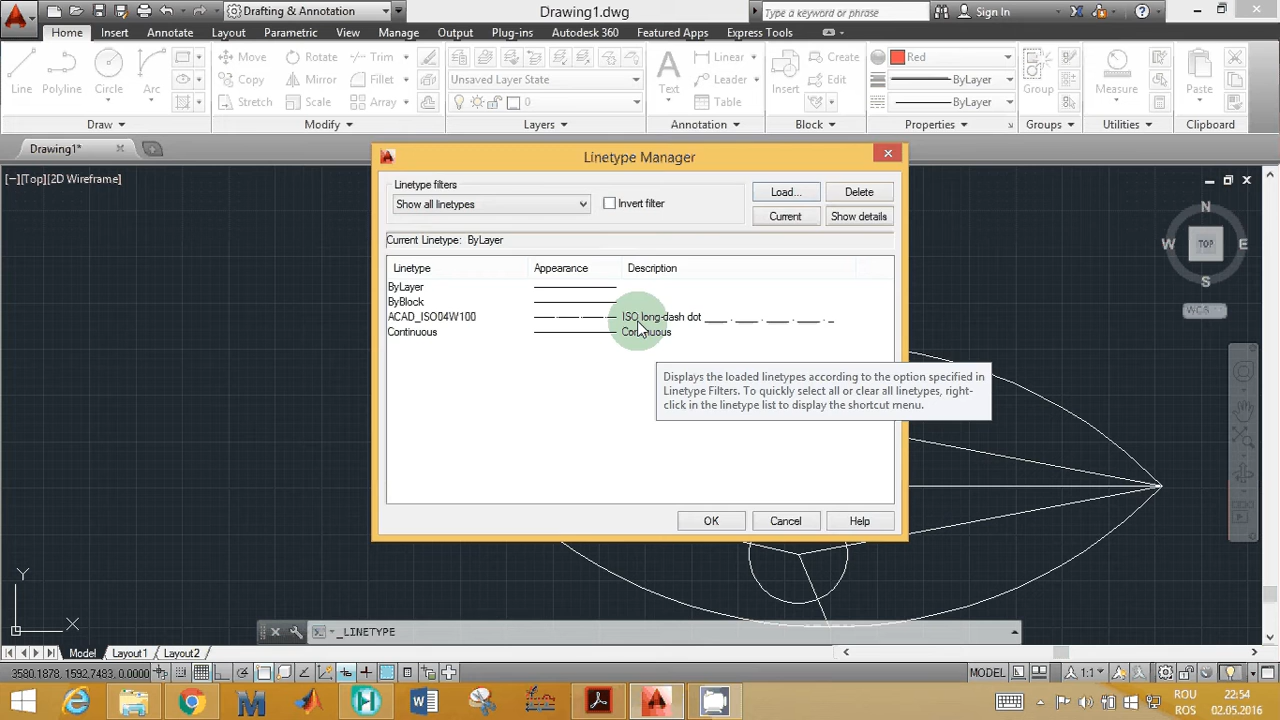 Drafting & Annotation
Drawing1.dwg
Type a keyword or phrase
Sign In
Home Insert Annotate Layout Parametric View Manage Output Plug-ins Autodesk 360 Featured Apps Express Tools
Line Polyline Circle Arc
Move Rotate Trim
Copy Mirror Fillet
Stretch Scale Array
Unsaved Layer State
0
Text
Linear
Leader
Table
Insert
Create
Edit
Red
ByLayer
ByLayer
Group
Measure
Paste
Draw Modify Layers Annotation Block Properties Groups Utilities Clipboard
Drawing1*
[−][Top][2D Wireframe]
Linetype Manager
Linetype filters
Show all linetypes
Invert filter
Load...
Delete
Current
Show details
Current Linetype: ByLayer
Linetype Appearance Description
ByLayer
ByBlock
ACAD_ISO04W100 ISO long-dash dot ____ . ____ . ____ . ____ . _
Continuous Continuous
Displays the loaded linetypes according to the option specified in
Linetype Filters. To quickly select all or clear all linetypes, right-
click in the linetype list to display the shortcut menu.
OK Cancel Help
N
W TOP E
S
WCS
Y
X
_LINETYPE
Model Layout1 Layout2
3580.1878, 1592.7483, 0.0000
MODEL
1:1
ROU
ROS
22:54
02.05.2016